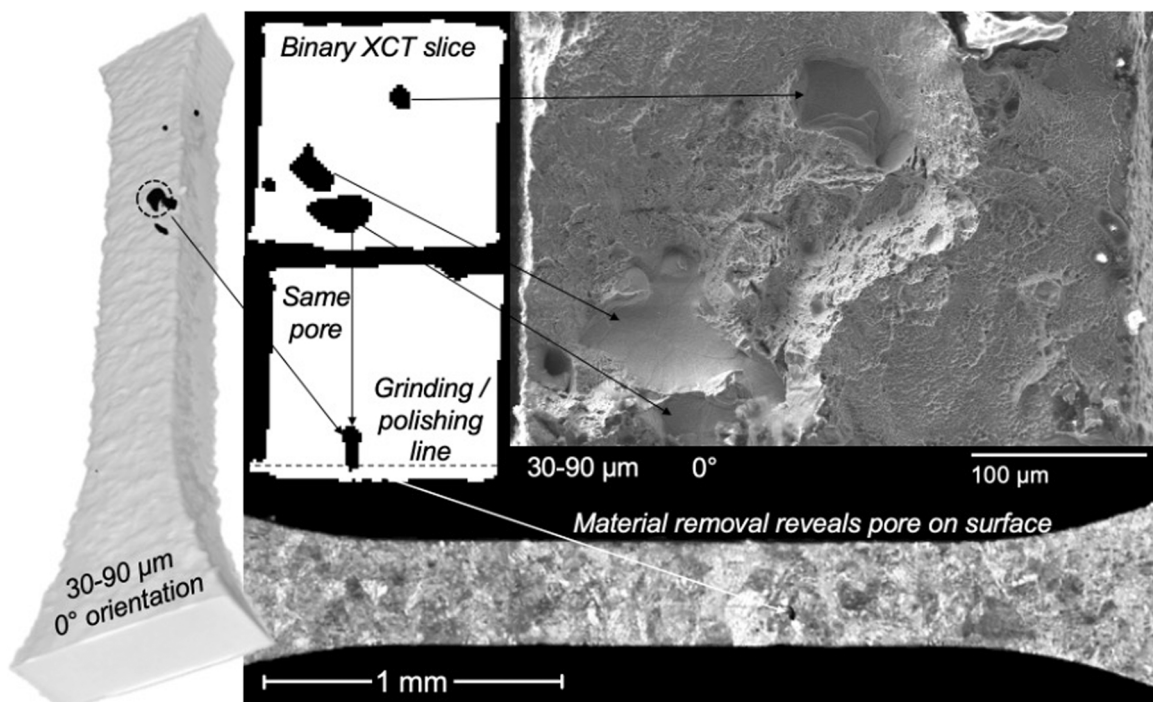 Binary XCT slice
Same
pore
Grinding /
polishing
line
30-90 µm 0°
100 µm
Material removal reveals pore on surface
30-90 µm
0° orientation
1 mm